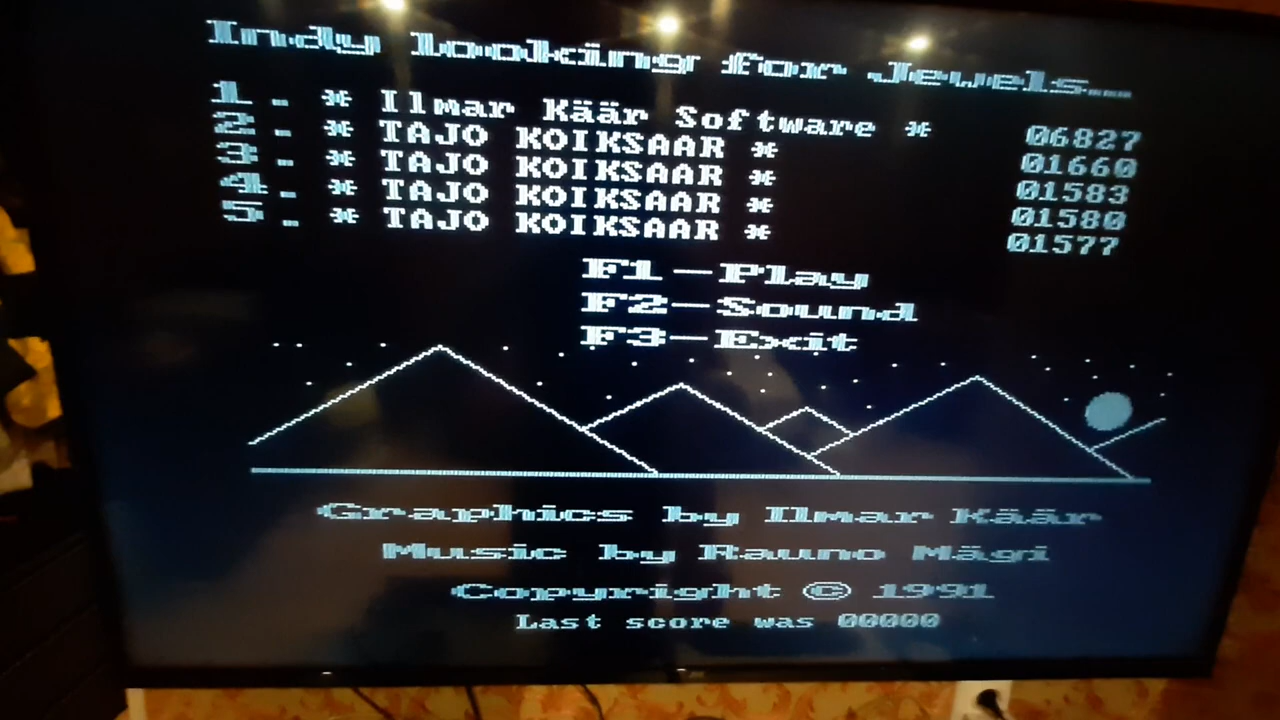 Indy looking for Jewels...
1. * Ilmar Käär Software * 06827
2. * TAJO KOIKSAAR * 01660
3. * TAJO KOIKSAAR * 01583
4. * TAJO KOIKSAAR * 01580
5. * TAJO KOIKSAAR * 01577
F1-Play
F2-Sound
F3-Exit
Graphics by Ilmar Käär
Music by Rauno Mägi
Copyright © 1991
Last score was 00000